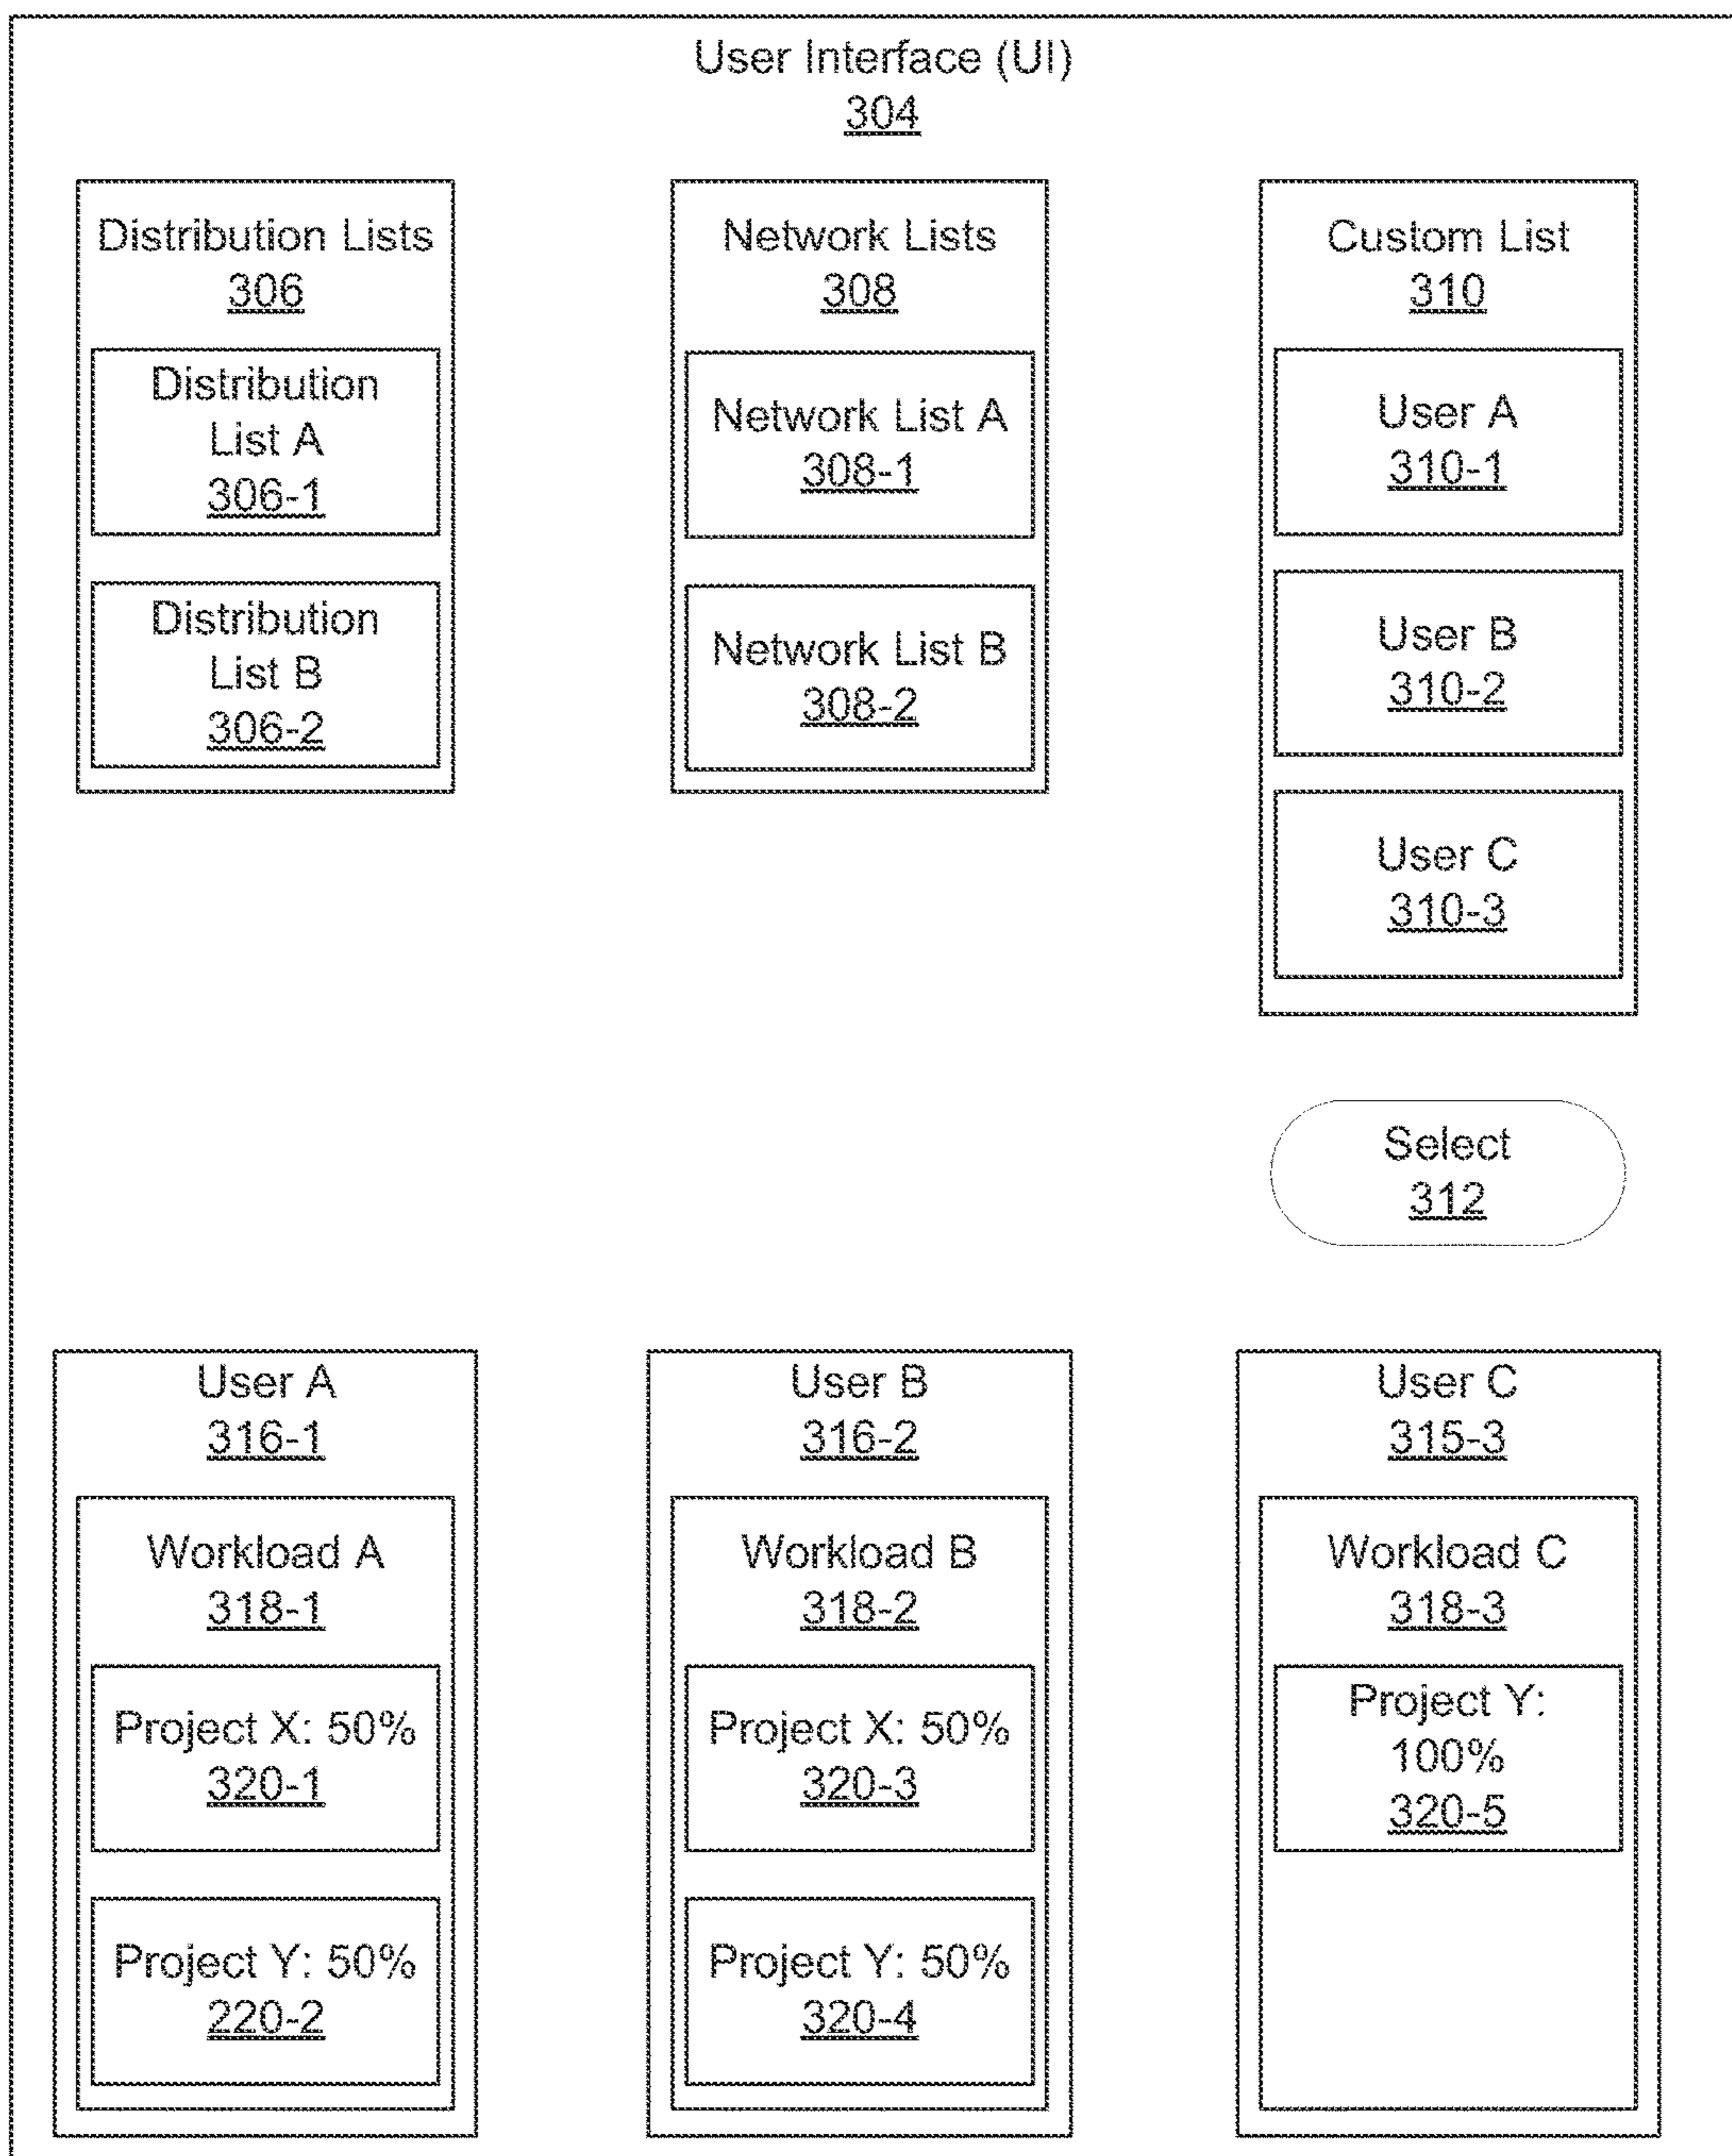 User Interface (UI)
304
Distribution Lists
306
Distribution
List A
306-1
Distribution
List B
306-2
Network Lists
308
Network List A
308-1
Network List B
308-2
Custom List
310
User A
310-1
User B
310-2
User C
310-3
Select
312
User A
316-1
Workload A
318-1
Project X: 50%
320-1
Project Y: 50%
220-2
User B
316-2
Workload B
318-2
Project X: 50%
320-3
Project Y: 50%
320-4
User C
315-3
Workload C
318-3
Project Y:
100%
320-5